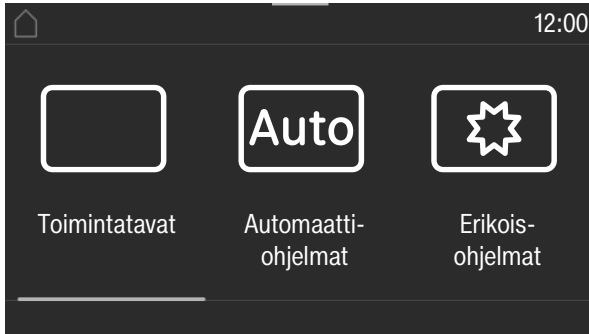 12:00
Auto
Toimintatavat
Automaatti-
ohjelmat
Erikois-
ohjelmat